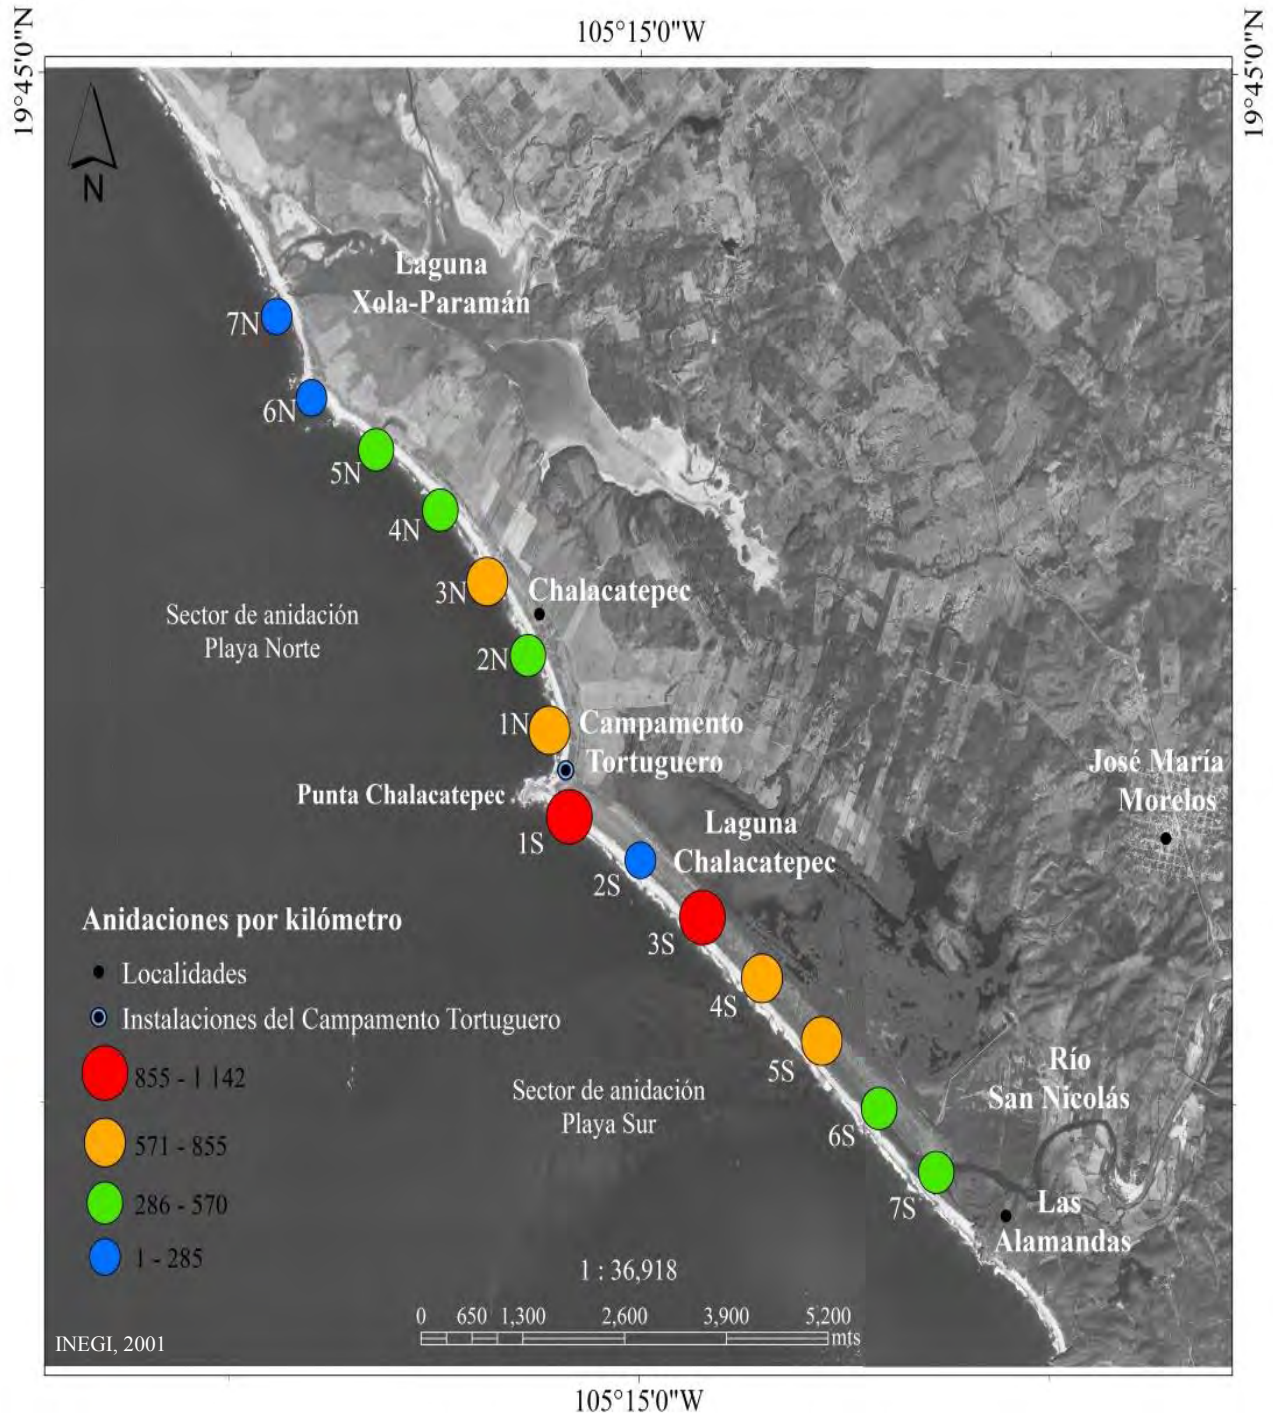 105°15'0"W
19°45'0"N
19°45'0"N
N
Laguna
Xola-Paramán
7N
6N
5N
4N
3N
Chalacatepec
Sector de anidación
Playa Norte
2N
1N
Campamento
Tortuguero
José María
Morelos
Punta Chalacatepec
1S
Laguna
Chalacatepec
2S
3S
4S
5S
6S
7S
Río
San Nicolás
Las
Alamandas
Sector de anidación
Playa Sur
Anidaciones por kilómetro
Localidades
Instalaciones del Campamento Tortuguero
855 - 1 142
571 - 855
286 - 570
1 - 285
1 : 36,918
0 650 1,300 2,600 3,900 5,200
mts
INEGI, 2001
105°15'0"W